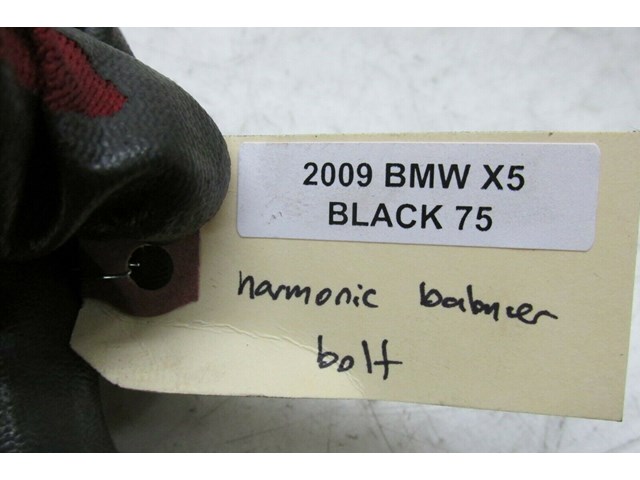 2009 BMW X5
BLACK 75
harmonic balancer
bolt